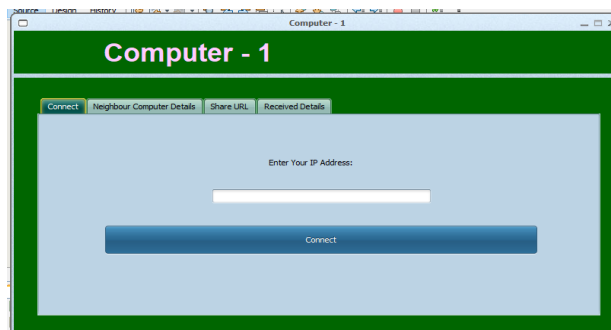 Source Design History
Computer - 1
Computer - 1
Connect Neighbour Computer Details Share URL Received Details
Enter Your IP Address:
Connect